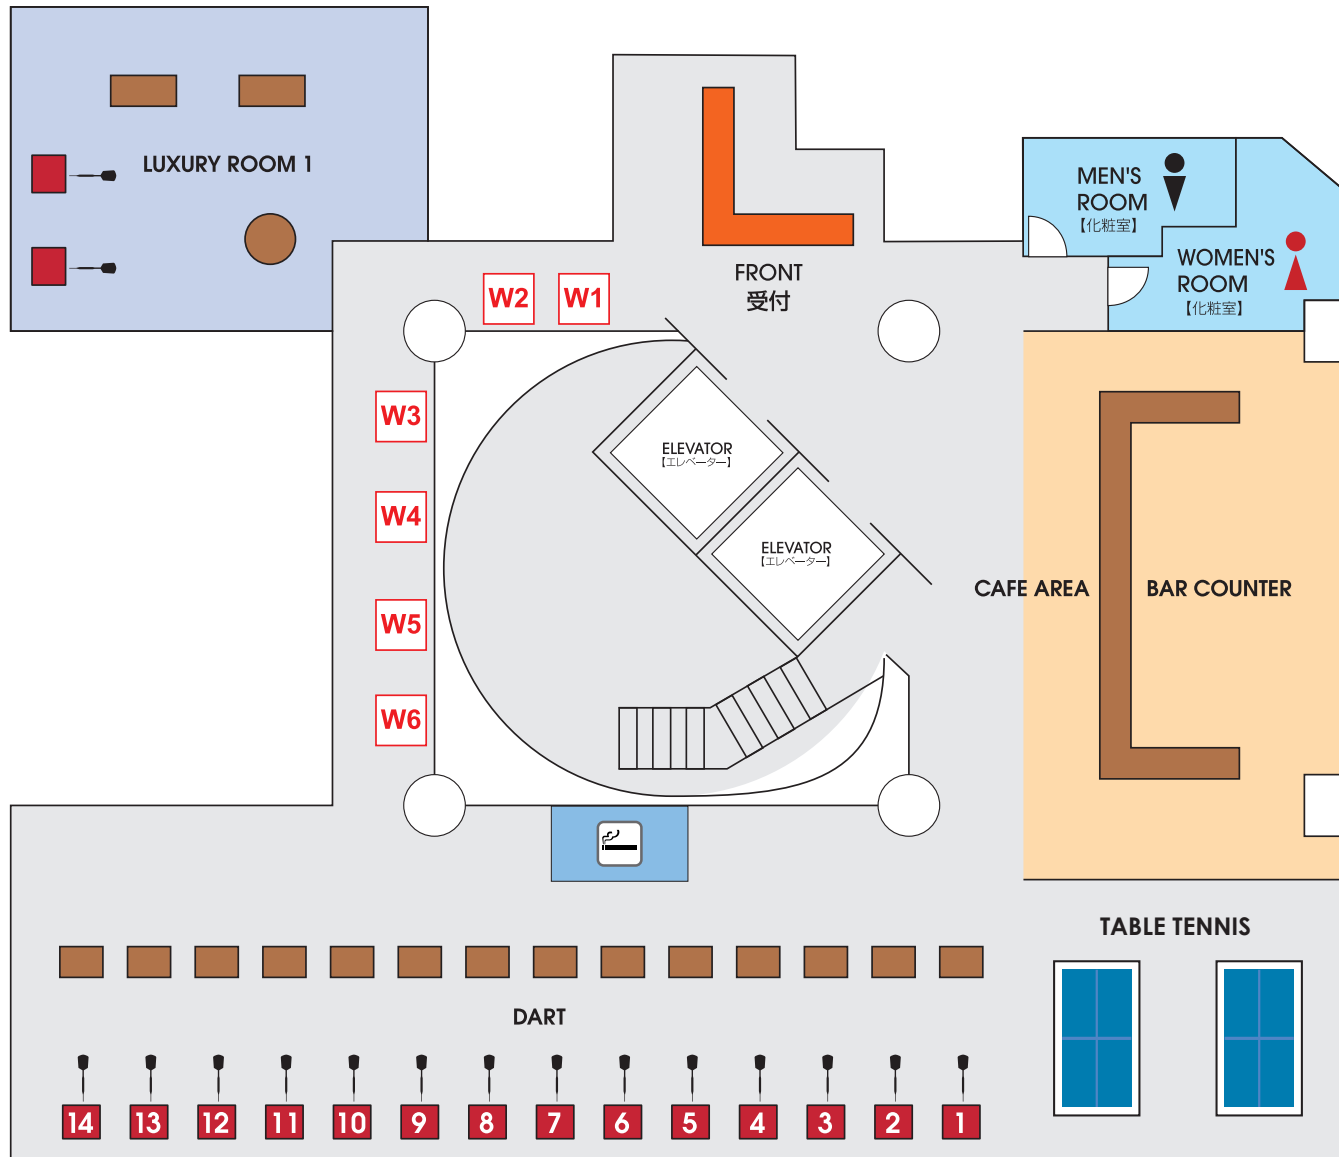 LUXURY ROOM 1
MEN'S
ROOM
【化粧室】
WOMEN'S
ROOM
【化粧室】
FRONT
受付
W2
W1
W3
W4
W5
W6
ELEVATOR
【エレベーター】
ELEVATOR
【エレベーター】
CAFE AREA
BAR COUNTER
TABLE TENNIS
DART
14 13 12 11 10 9 8 7 6 5 4 3 2 1